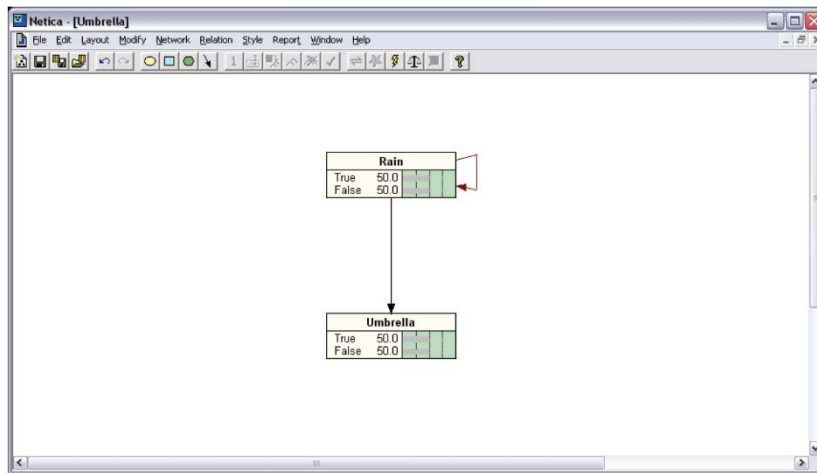 Netica - [Umbrella]
File Edit Layout Modify Network Relation Style Report Window Help
1 ?
Rain
True 50.0
False 50.0
Umbrella
True 50.0
False 50.0